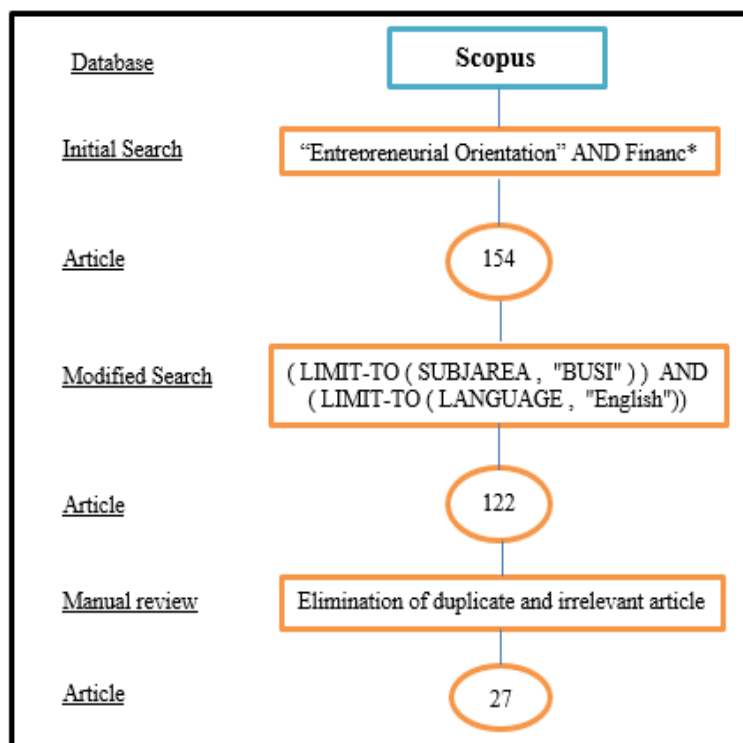 Database
Scopus
Initial Search
“Entrepreneurial Orientation” AND Financ*
Article
154
Modified Search
( LIMIT-TO ( SUBJAREA , "BUSI" ) ) AND
( LIMIT-TO ( LANGUAGE , "English"))
Article
122
Manual review
Elimination of duplicate and irrelevant article
Article
27